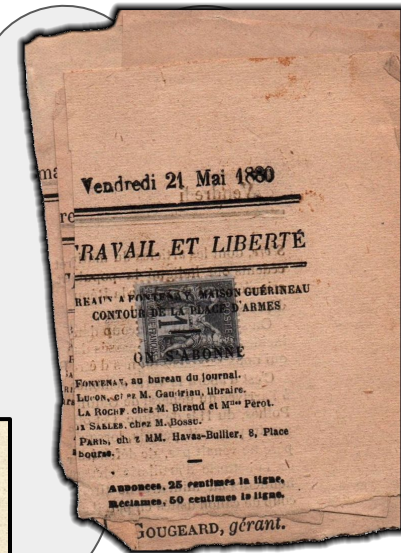 Vendredi 21 Mai 1880
TRAVAIL ET LIBERTÉ
REAUX A FONTENAY, MAISON GUÉRINEAU
CONTOUR DE LA PLACE D'ARMES
ON S'ABONNE
FONTENAY, au bureau du journal.
LUÇON, chez M. Gaudriau, libraire.
LA ROCHE, chez M. Biraud et Mme Pérot.
SABLES, chez M. Bossu.
PARIS, chez MM. Havas-Bullier, 8, Place
bourse.
Annonces, 25 centimes la ligne.
Réclames, 50 centimes la ligne.
GOUGEARD, gérant.